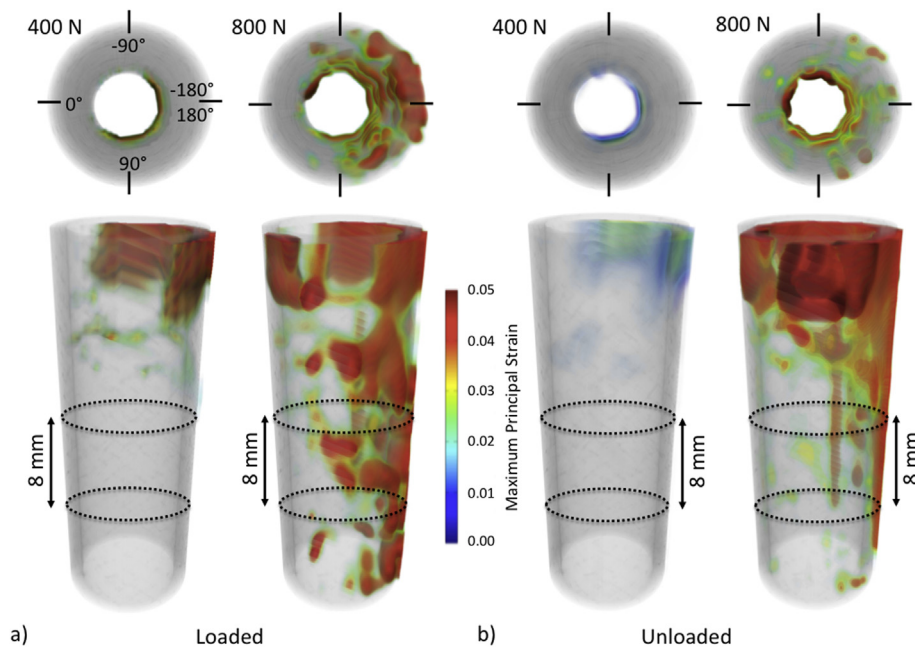 400 N
800 N
400 N
800 N
-90°
0°
-180°
180°
90°
8 mm
8 mm
0.05
0.04
0.03
0.02
0.01
0.00
Maximum Principal Strain
8 mm
8 mm
a)
Loaded
b)
Unloaded